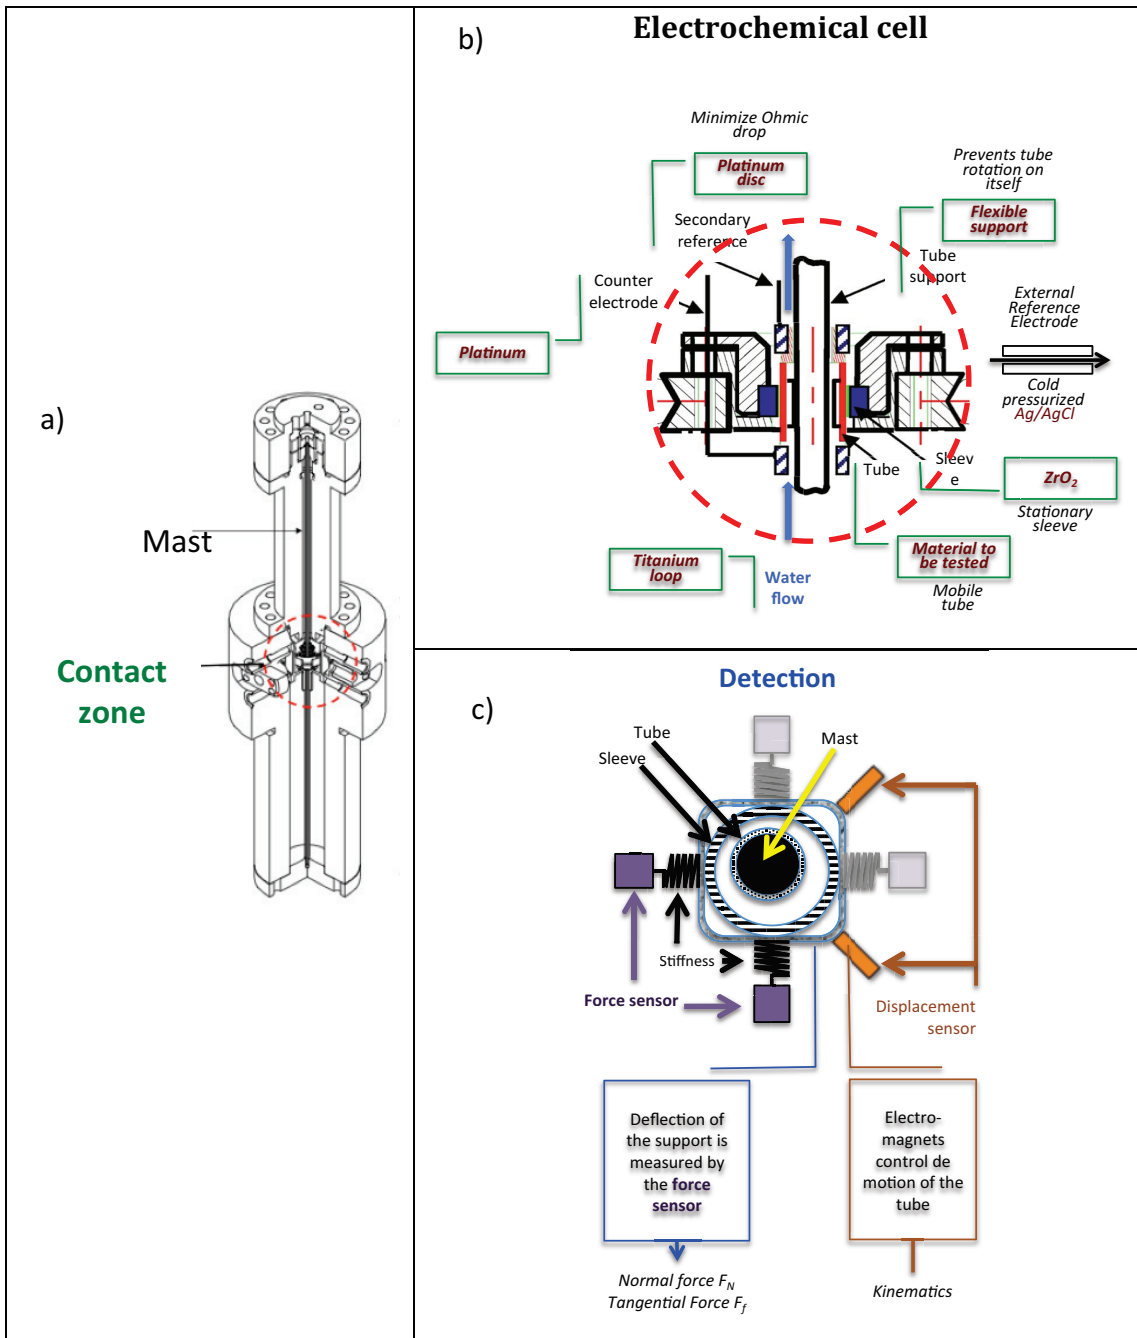 a)
Mast
Contact
zone
b)
Electrochemical cell
Minimize Ohmic
drop
Platinum
disc
Prevents tube
rotation on
itself
Flexible
support
Secondary
reference
Tube
support
Counter
electrode
External
Reference
Electrode
Platinum
Cold
pressurized
Ag/AgCl
Tube
Sleev
e
ZrO2
Stationary
sleeve
Material to
be tested
Mobile
tube
Titanium
loop
Water
flow
Detection
c)
Tube
Mast
Sleeve
Stiffness
Force sensor
Displacement
sensor
Deflection of
the support is
measured by
the force
sensor
Electro-
magnets
control de
motion of the
tube
Normal force FN
Tangential Force Ff
Kinematics